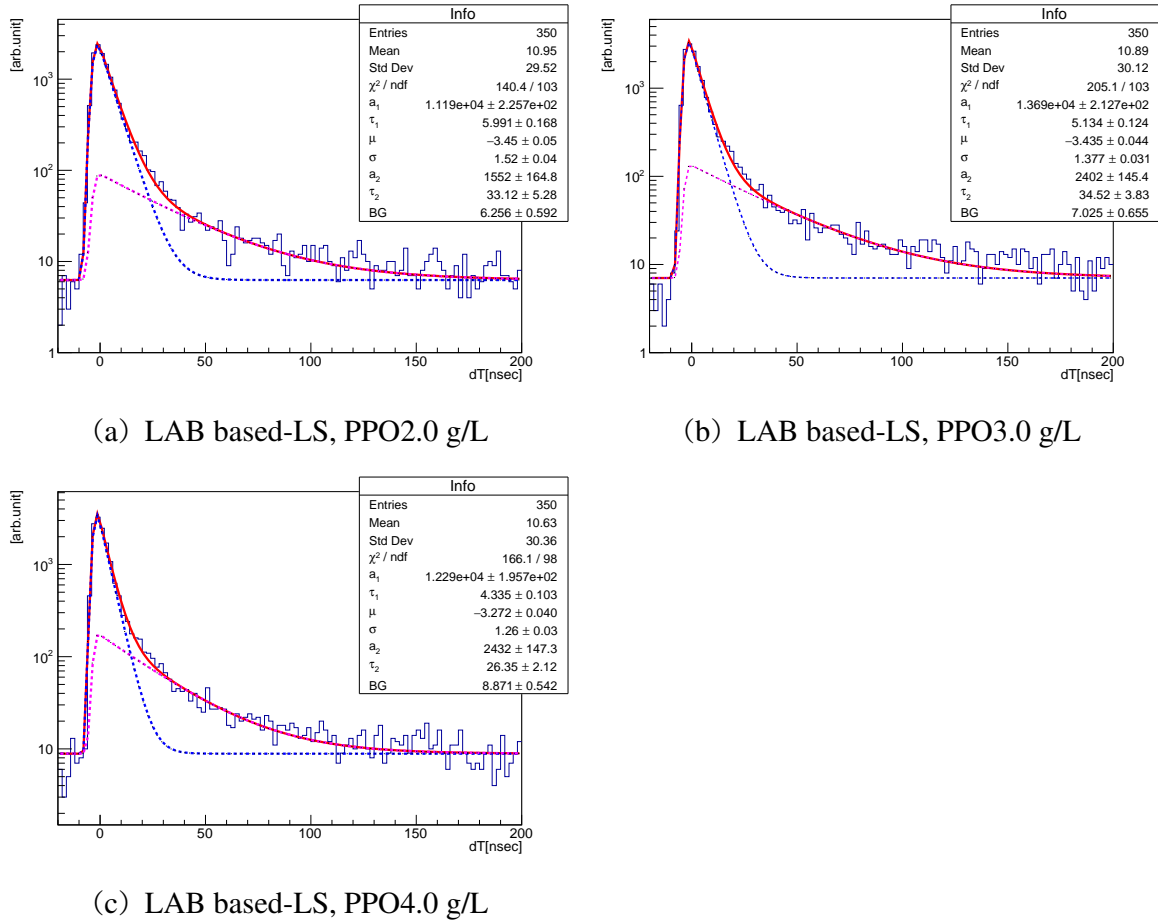 [arb.unit]
10³
10²
10
1
0 50 100 150 200
dT[nsec]
Info
Entries 350
Mean 10.95
Std Dev 29.52
χ² / ndf 140.4 / 103
a₁ 1.119e+04 ± 2.257e+02
τ₁ 5.991 ± 0.168
μ −3.45 ± 0.05
σ 1.52 ± 0.04
a₂ 1552 ± 164.8
τ₂ 33.12 ± 5.28
BG 6.256 ± 0.592
(a) LAB based-LS, PPO2.0 g/L
[arb.unit]
10³
10²
10
1
0 50 100 150 200
dT[nsec]
Info
Entries 350
Mean 10.89
Std Dev 30.12
χ² / ndf 205.1 / 103
a₁ 1.369e+04 ± 2.127e+02
τ₁ 5.134 ± 0.124
μ −3.435 ± 0.044
σ 1.377 ± 0.031
a₂ 2402 ± 145.4
τ₂ 34.52 ± 3.83
BG 7.025 ± 0.655
(b) LAB based-LS, PPO3.0 g/L
[arb.unit]
10³
10²
10
0 50 100 150 200
dT[nsec]
Info
Entries 350
Mean 10.63
Std Dev 30.36
χ² / ndf 166.1 / 98
a₁ 1.229e+04 ± 1.957e+02
τ₁ 4.335 ± 0.103
μ −3.272 ± 0.040
σ 1.26 ± 0.03
a₂ 2432 ± 147.3
τ₂ 26.35 ± 2.12
BG 8.871 ± 0.542
(c) LAB based-LS, PPO4.0 g/L